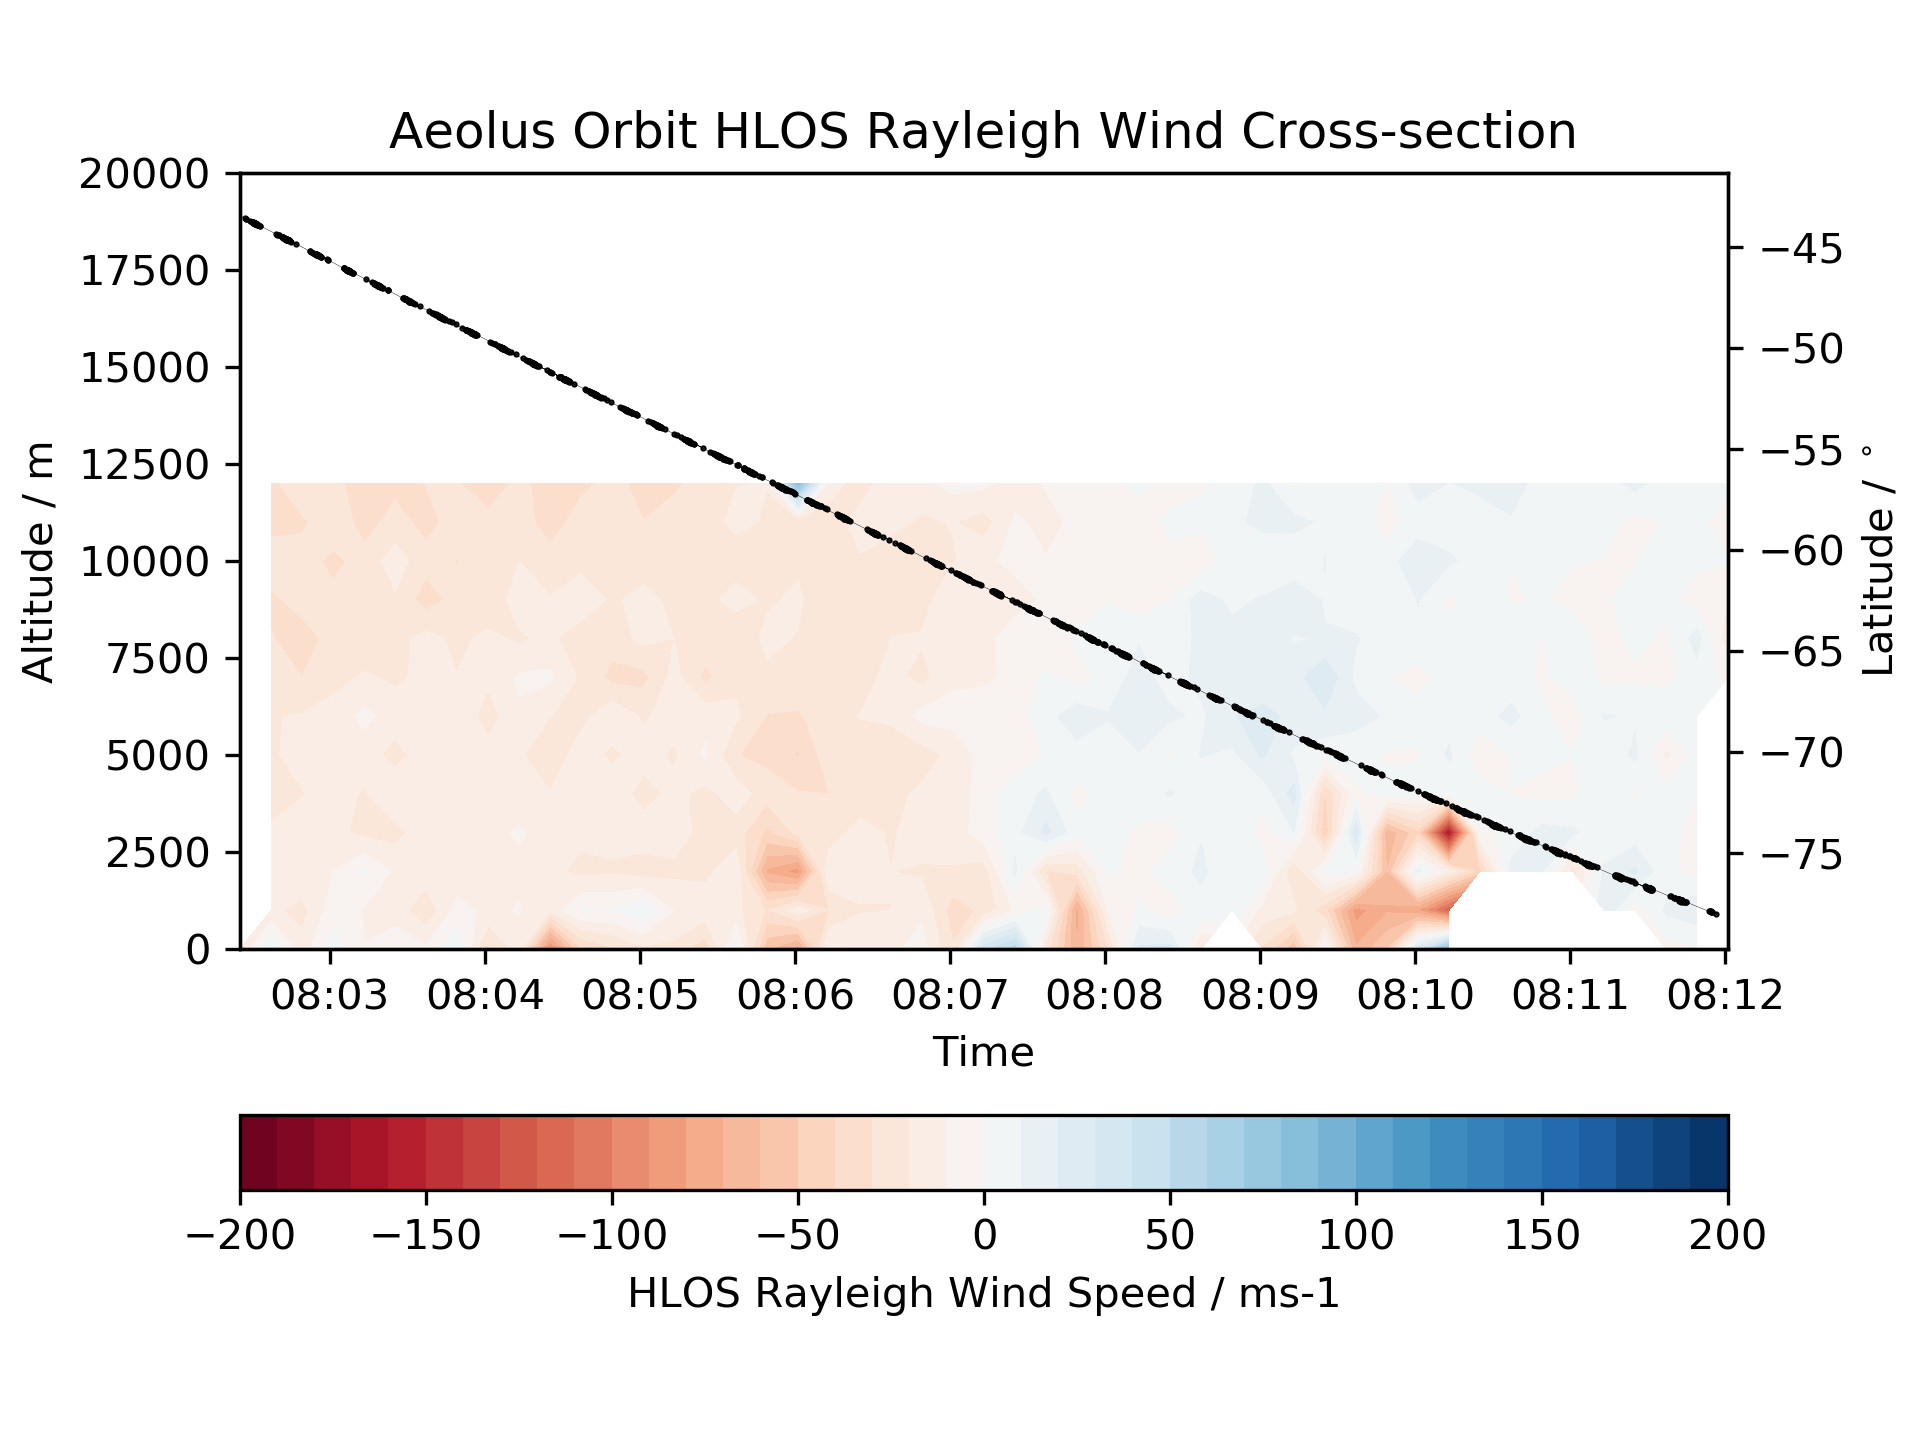 Aeolus Orbit HLOS Rayleigh Wind Cross-section
20000
17500
15000
12500
10000
7500
5000
2500
0
Altitude / m
−45
−50
−55
−60
−65
−70
−75
Latitude / °
08:03 08:04 08:05 08:06 08:07 08:08 08:09 08:10 08:11 08:12
Time
−200 −150 −100 −50 0 50 100 150 200
HLOS Rayleigh Wind Speed / ms-1